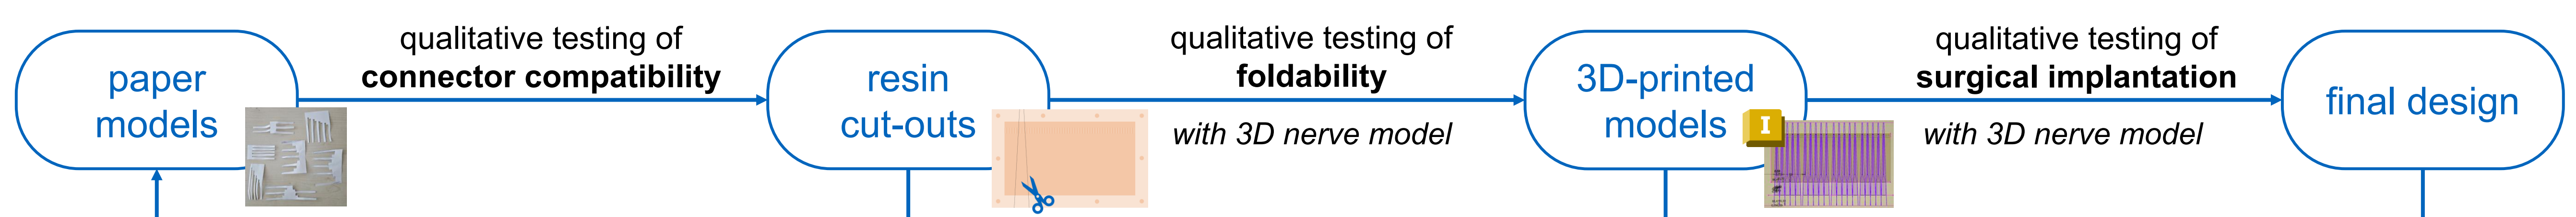 paper
models
qualitative testing of
connector compatibility
resin
cut-outs
qualitative testing of
foldability
with 3D nerve model
3D-printed
models
I
qualitative testing of
surgical implantation
with 3D nerve model
final design